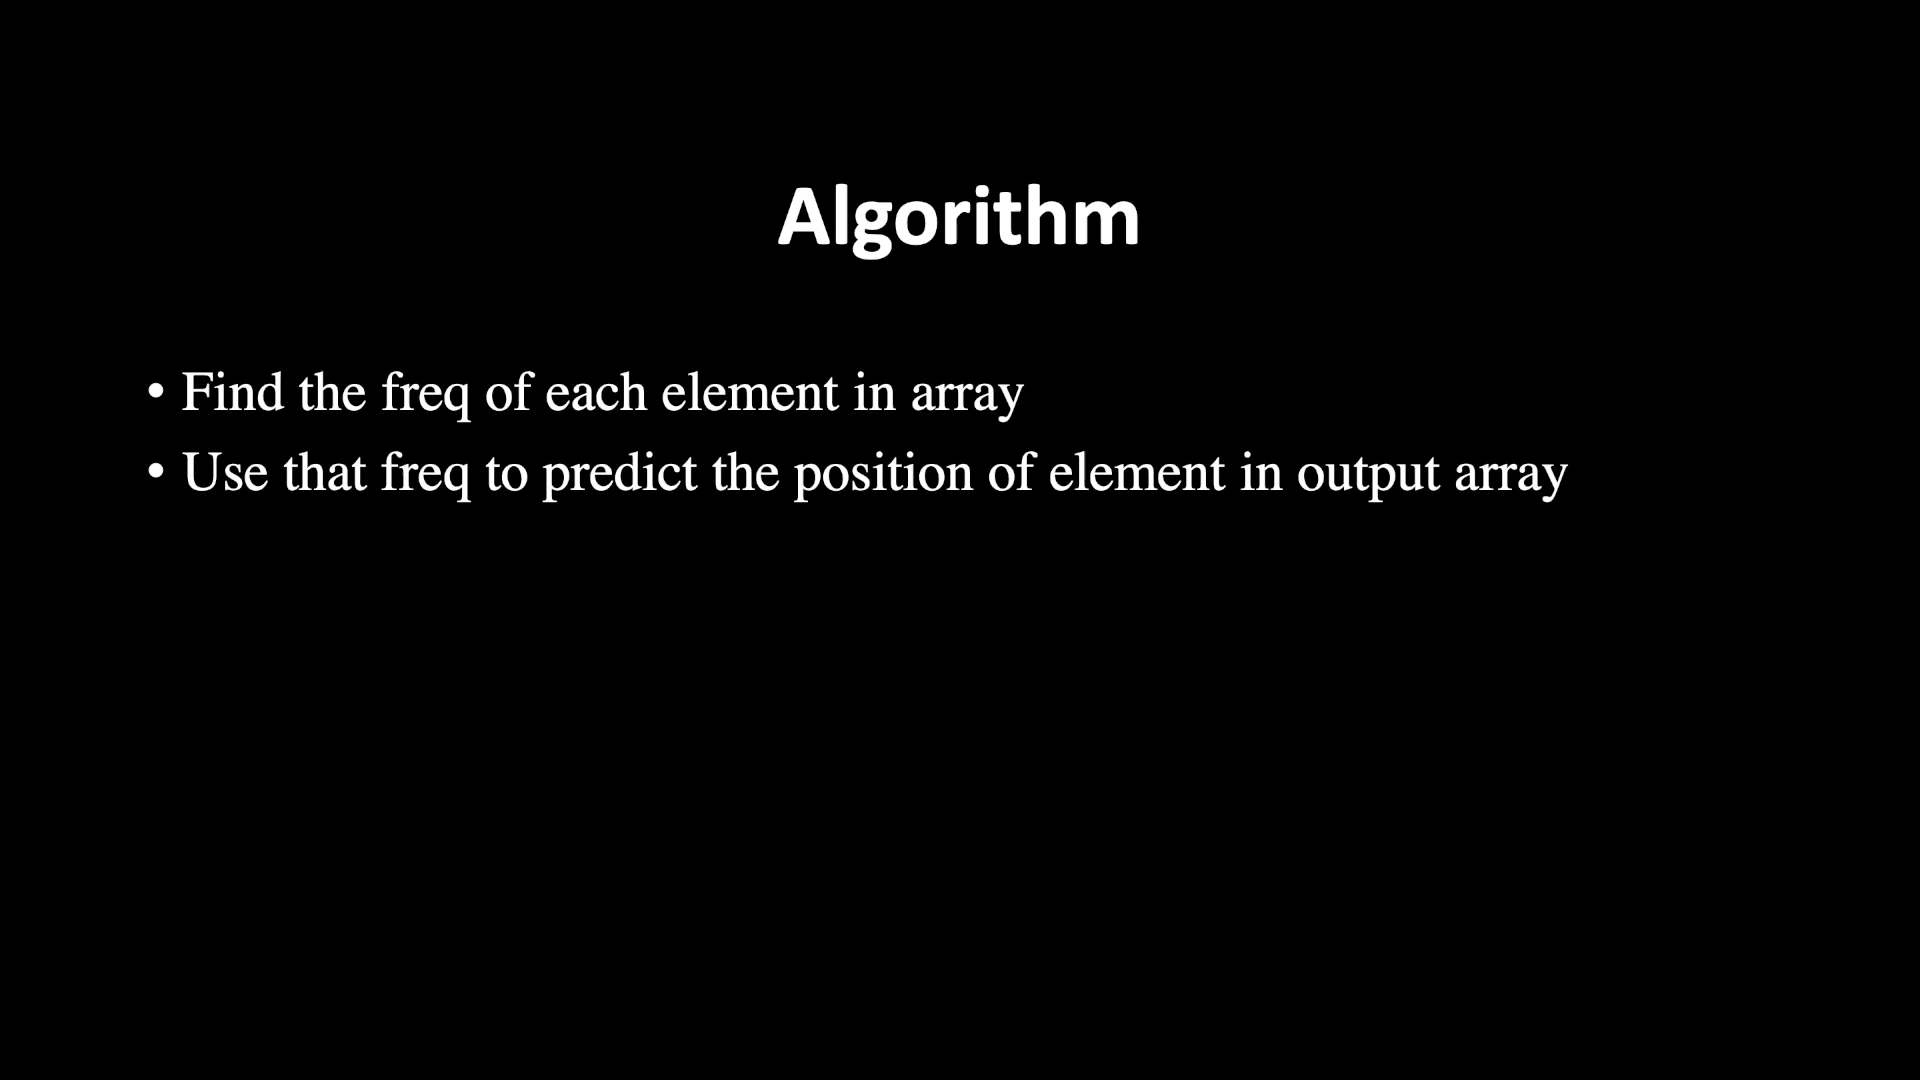 Algorithm
• Find the freq of each element in array
• Use that freq to predict the position of element in output array